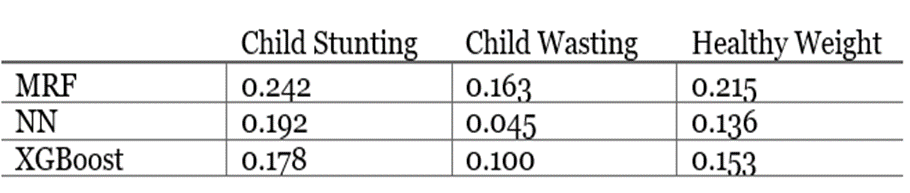 Child Stunting Child Wasting Healthy Weight
MRF 0.242 0.163 0.215
NN 0.192 0.045 0.136
XGBoost 0.178 0.100 0.153